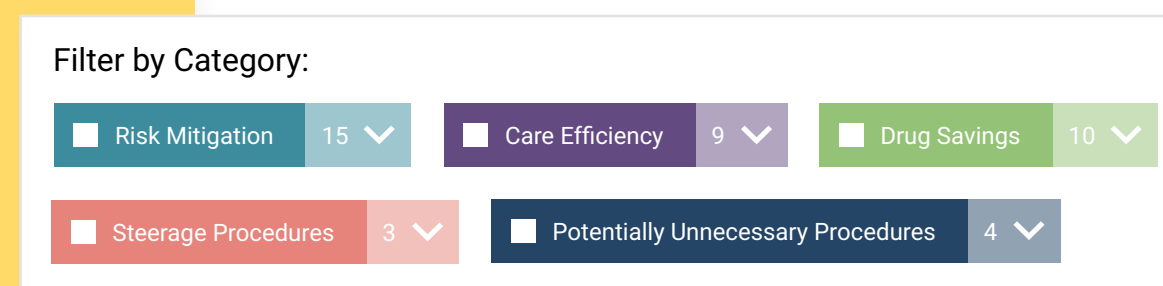 Filter by Category:
Risk Mitigation 15 Care Efficiency 9 Drug Savings 10
Steerage Procedures 3 Potentially Unnecessary Procedures 4